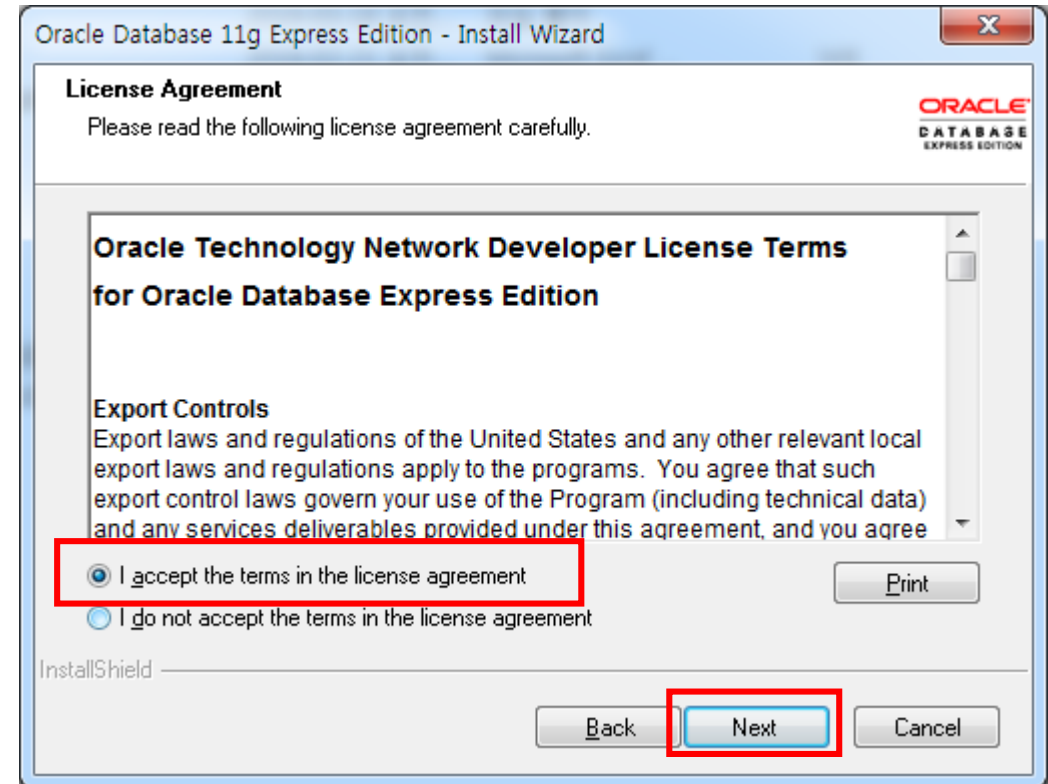 Oracle Database 11g Express Edition - Install Wizard
License Agreement
Please read the following license agreement carefully.
ORACLE
DATABASE
EXPRESS EDITION
Oracle Technology Network Developer License Terms
for Oracle Database Express Edition
Export Controls
Export laws and regulations of the United States and any other relevant local
export laws and regulations apply to the programs.  You agree that such
export control laws govern your use of the Program (including technical data)
and any services deliverables provided under this agreement, and you agree
I accept the terms in the license agreement
Print
I do not accept the terms in the license agreement
InstallShield
Back Next Cancel